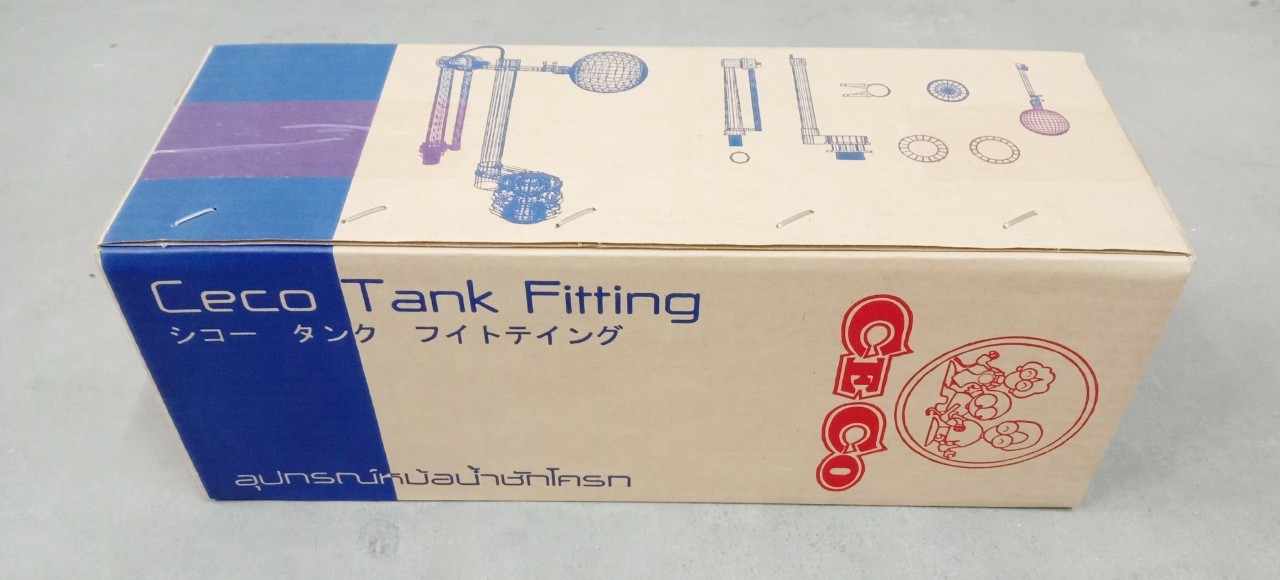 Ceco Tank Fitting
シコー タンク フイトテイング
อุปกรณ์หม้อน้ำชักโครก
CECO